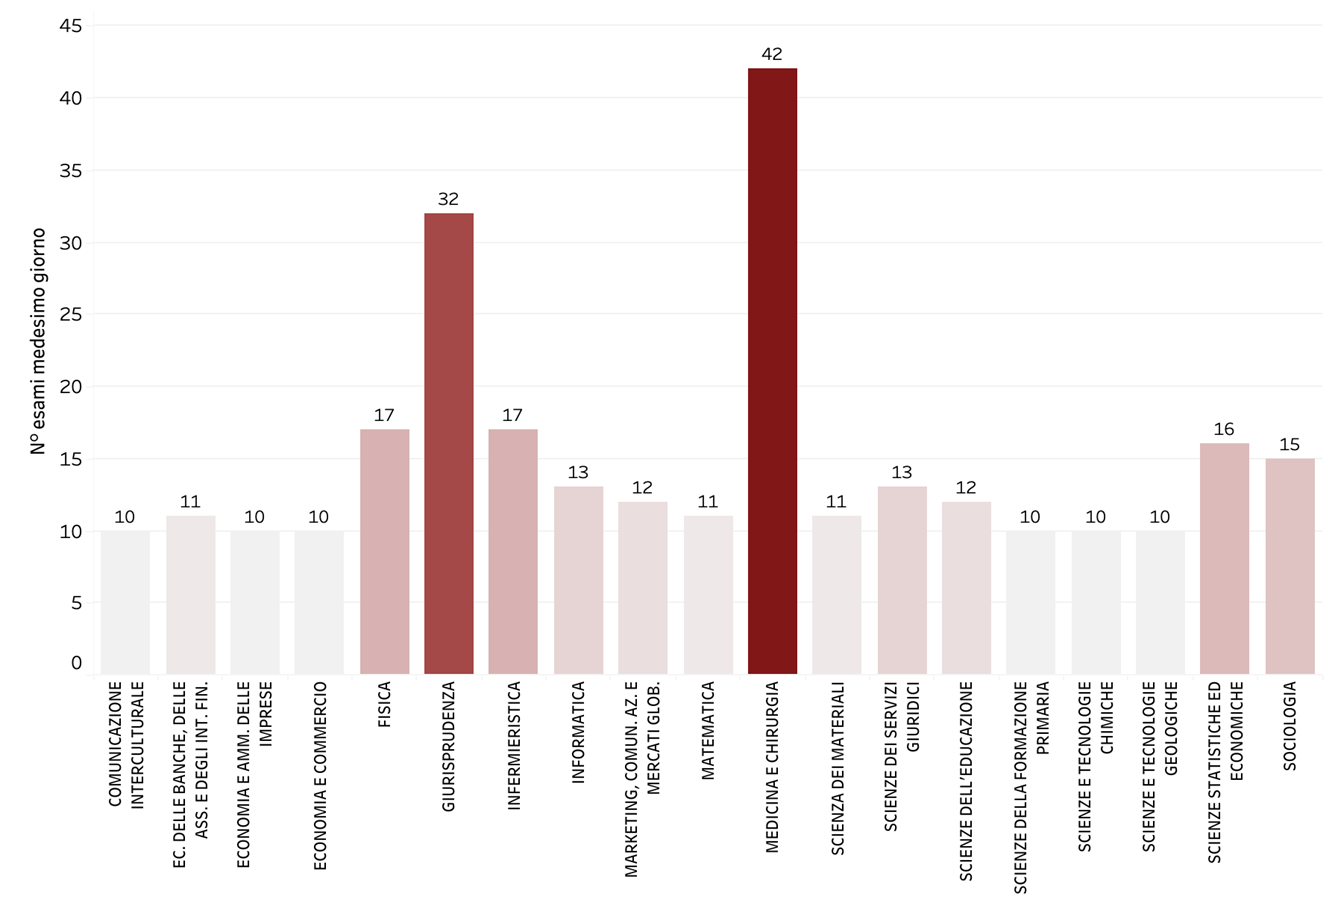 45
40
35
30
25
20
15
10
5
0
N° esami medesimo giorno
10
11
10
10
17
32
17
13
12
11
42
11
13
12
10
10
10
16
15
COMUNICAZIONE
INTERCULTURALE
EC. DELLE BANCHE, DELLE
ASS. E DEGLI INT. FIN.
ECONOMIA E AMM. DELLE
IMPRESE
ECONOMIA E COMMERCIO
FISICA
GIURISPRUDENZA
INFERMIERISTICA
INFORMATICA
MARKETING, COMUN. AZ. E
MERCATI GLOB.
MATEMATICA
MEDICINA E CHIRURGIA
SCIENZA DEI MATERIALI
SCIENZE DEI SERVIZI
GIURIDICI
SCIENZE DELL'EDUCAZIONE
SCIENZE DELLA FORMAZIONE
PRIMARIA
SCIENZE E TECNOLOGIE
CHIMICHE
SCIENZE E TECNOLOGIE
GEOLOGICHE
SCIENZE STATISTICHE ED
ECONOMICHE
SOCIOLOGIA